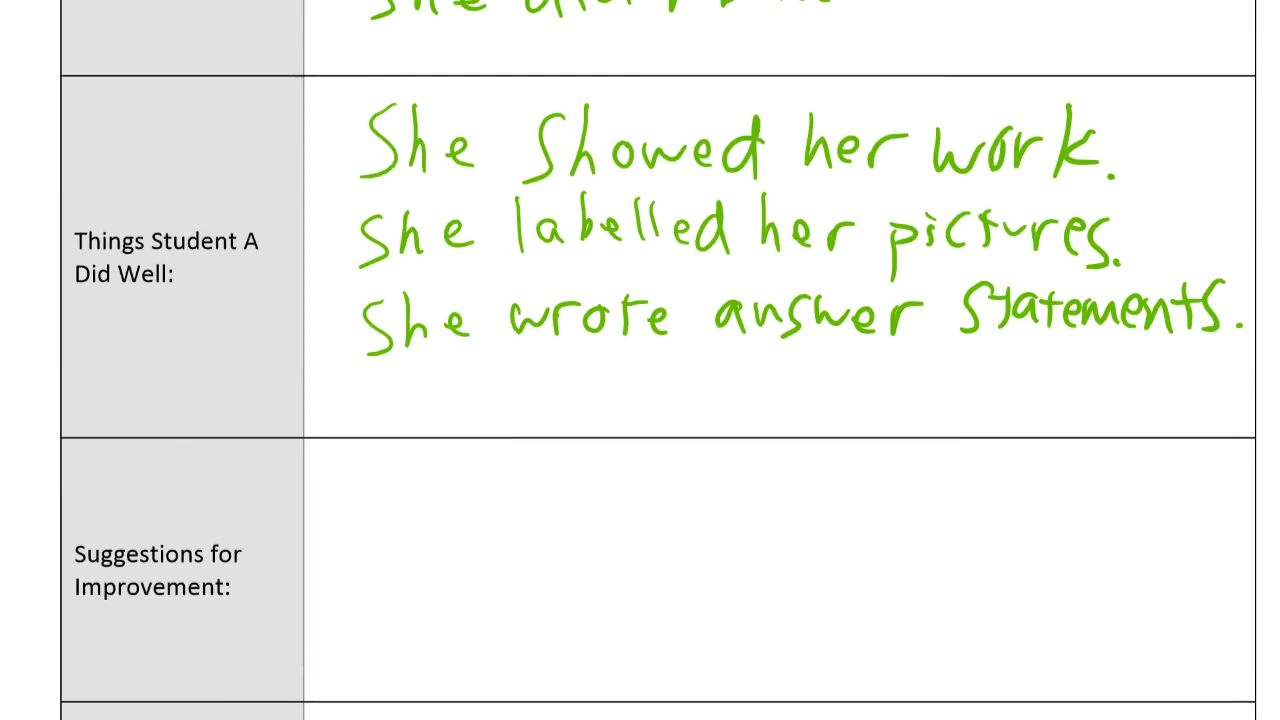 She
Things Student A
Did Well:
She showed her work.
She labelled her pictures.
She wrote answer statements.
Suggestions for
Improvement: